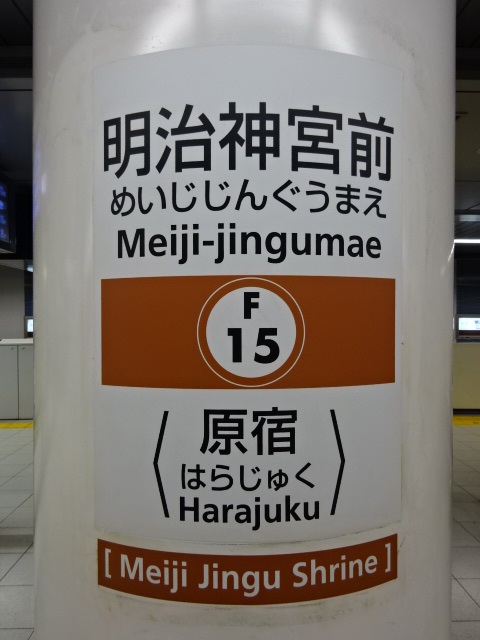 明治神宮前
めいじじんぐうまえ
Meiji-jingumae
F
15
〈原宿〉
はらじゅく
Harajuku
[ Meiji Jingu Shrine ]